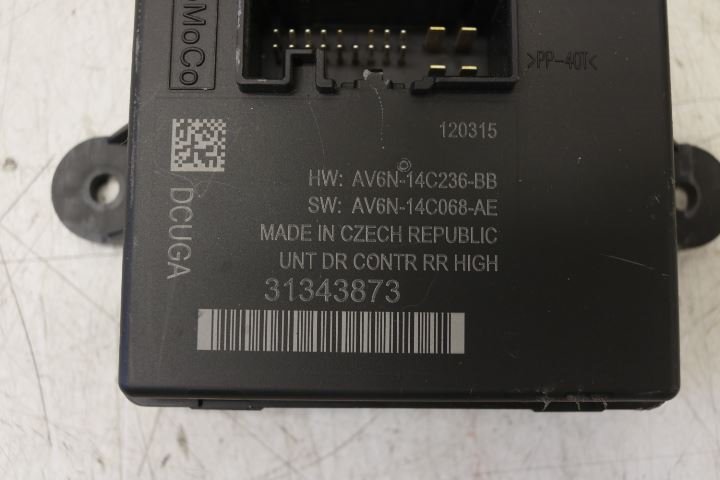 MoCo
>PP-40T<
120315
HW: AV6N-14C236-BB
SW: AV6N-14C068-AE
MADE IN CZECH REPUBLIC
UNT DR CONTR RR HIGH
31343873
DCUGA